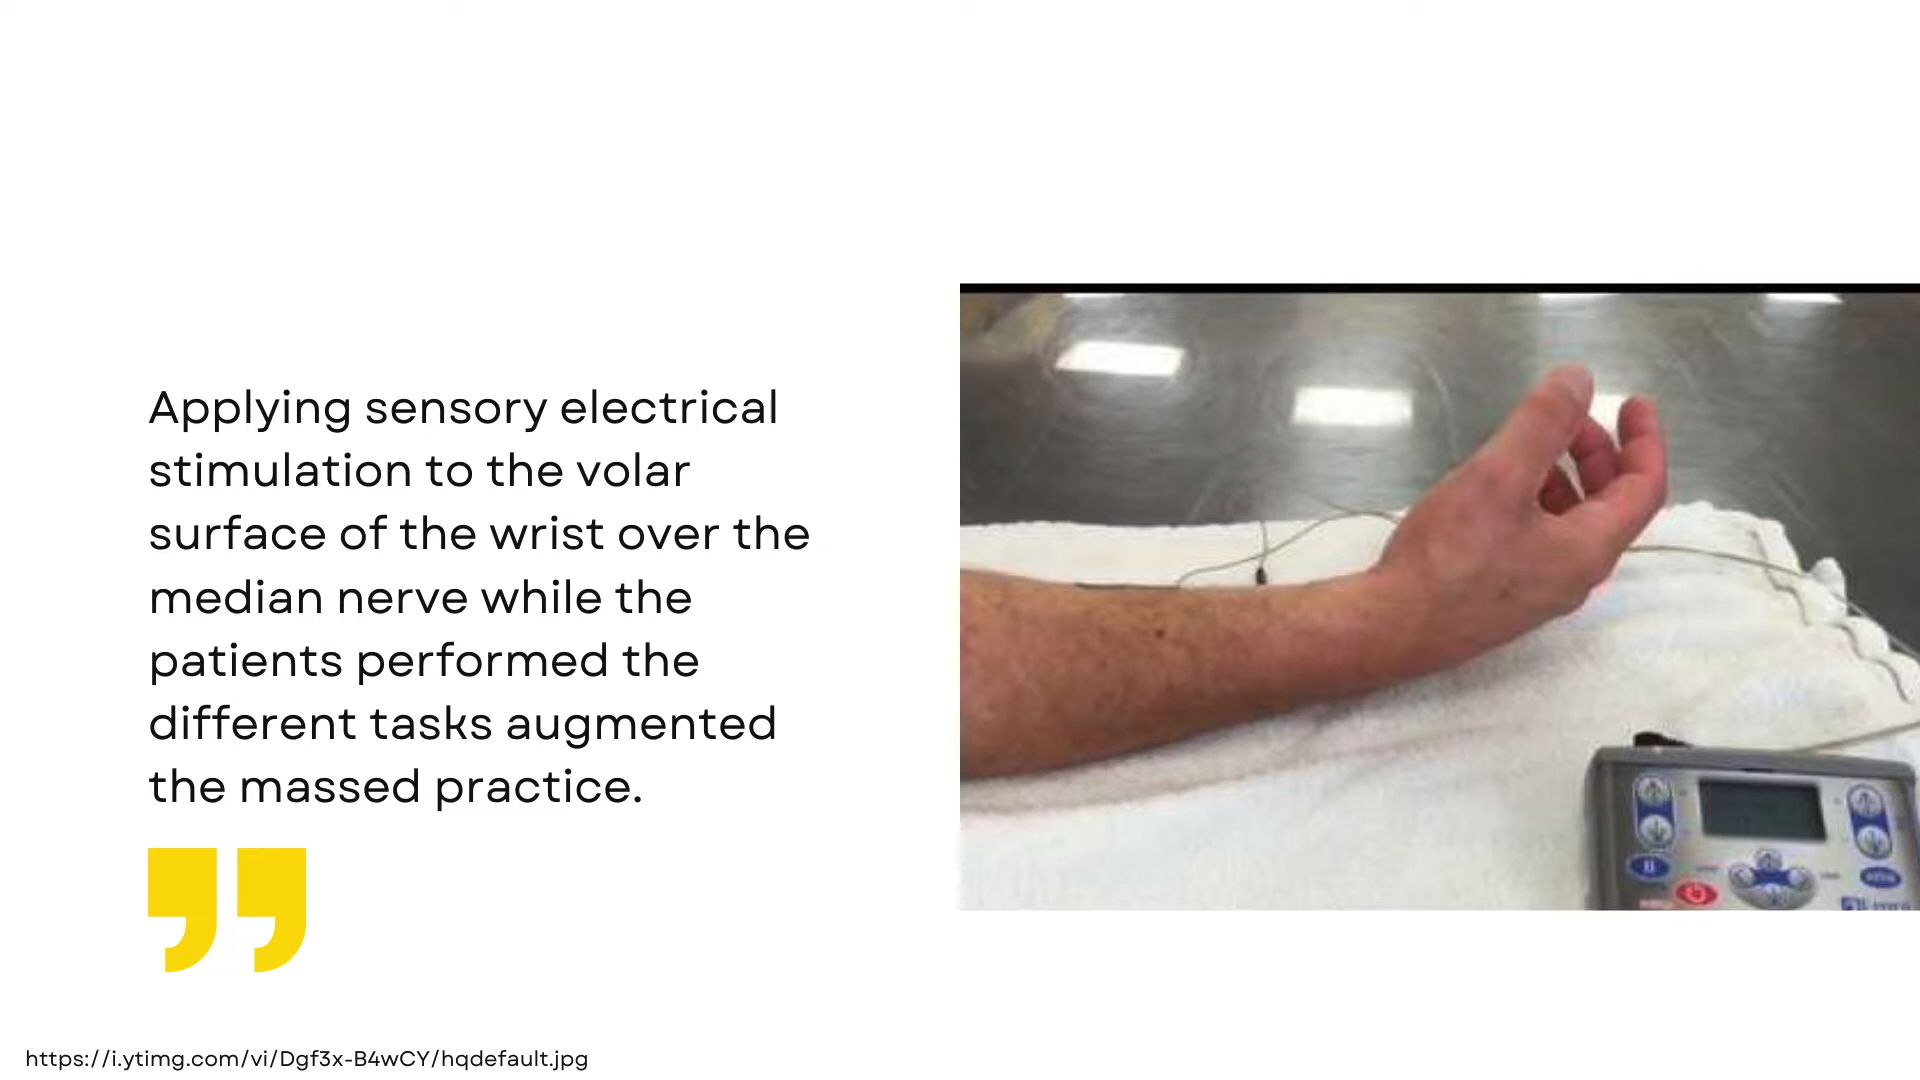 Applying sensory electrical
stimulation to the volar
surface of the wrist over the
median nerve while the
patients performed the
different tasks augmented
the massed practice.
https://i.ytimg.com/vi/Dgf3x-B4wCY/hqdefault.jpg